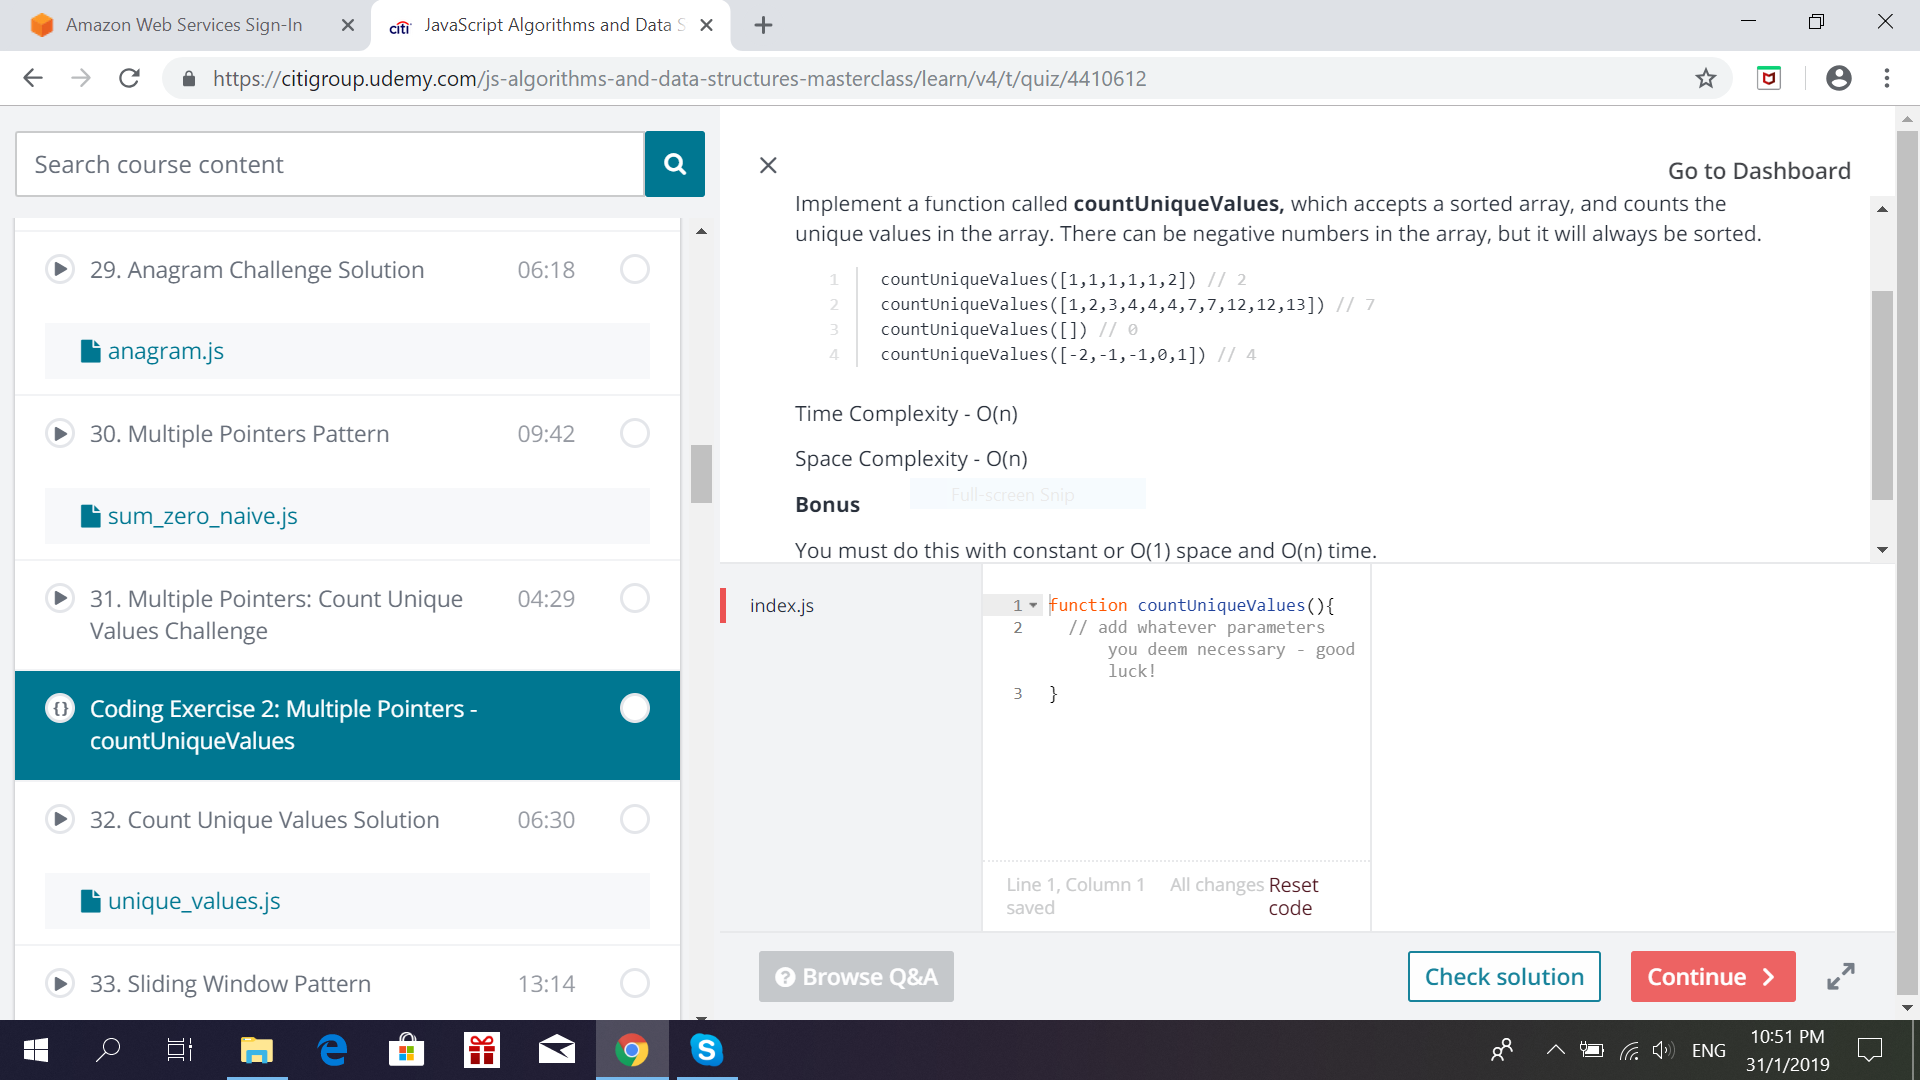 Amazon Web Services Sign-In
citi JavaScript Algorithms and Data S
https://citigroup.udemy.com/js-algorithms-and-data-structures-masterclass/learn/v4/t/quiz/4410612
Search course content
29. Anagram Challenge Solution 06:18
anagram.js
30. Multiple Pointers Pattern 09:42
sum_zero_naive.js
31. Multiple Pointers: Count Unique 04:29
Values Challenge
{} Coding Exercise 2: Multiple Pointers -
countUniqueValues
32. Count Unique Values Solution 06:30
unique_values.js
33. Sliding Window Pattern 13:14
Go to Dashboard
Implement a function called countUniqueValues, which accepts a sorted array, and counts the
unique values in the array. There can be negative numbers in the array, but it will always be sorted.
1 countUniqueValues([1,1,1,1,1,2]) // 2
2 countUniqueValues([1,2,3,4,4,4,7,7,12,12,13]) // 7
3 countUniqueValues([]) // 0
4 countUniqueValues([-2,-1,-1,0,1]) // 4
Time Complexity - O(n)
Space Complexity - O(n)
Full-screen Snip
Bonus
You must do this with constant or O(1) space and O(n) time.
index.js
1 function countUniqueValues(){
2 // add whatever parameters
you deem necessary - good
luck!
3 }
Line 1, Column 1 All changes Reset
saved code
? Browse Q&A
Check solution
Continue
ENG
10:51 PM
31/1/2019